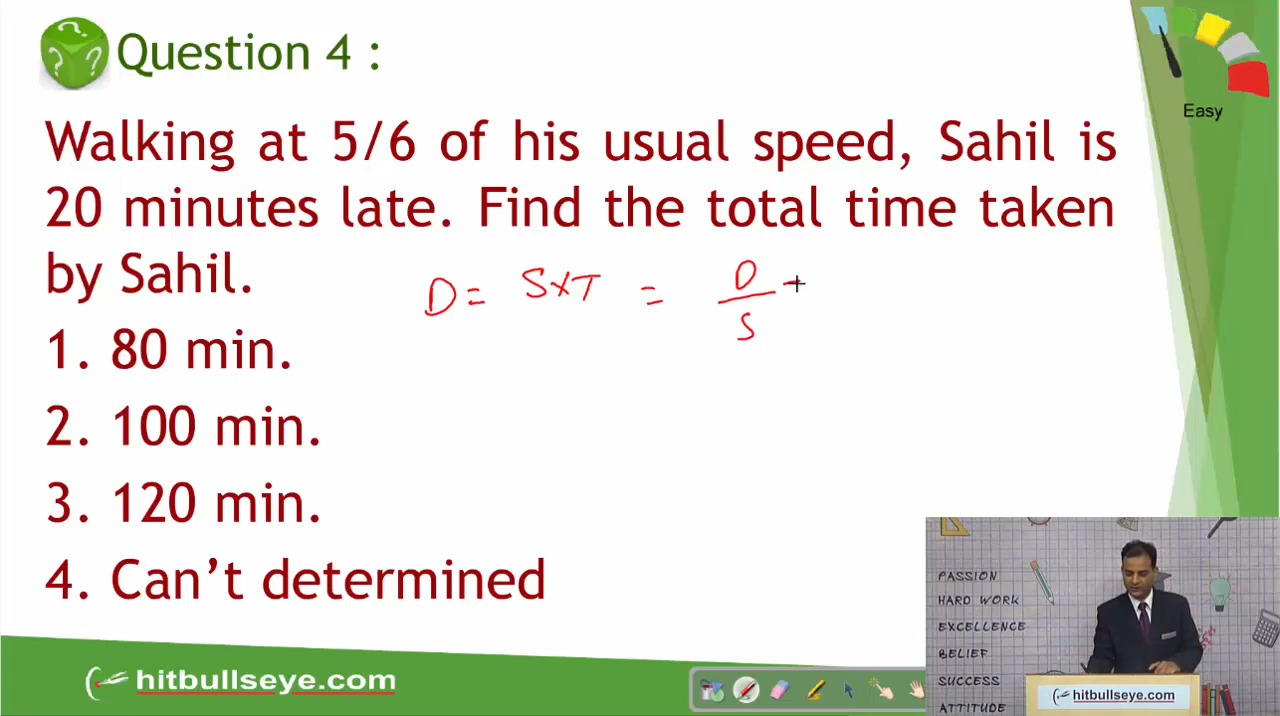 Question 4 :
Easy
Walking at 5/6 of his usual speed, Sahil is
20 minutes late. Find the total time taken
by Sahil.
D = S×T = D/S -
1. 80 min.
2. 100 min.
3. 120 min.
4. Can’t determined
PASSION
HARD WORK
EXCELLENCE
BELIEF
SUCCESS
ATTITUDE
hitbullseye.com
hitbullseye.com